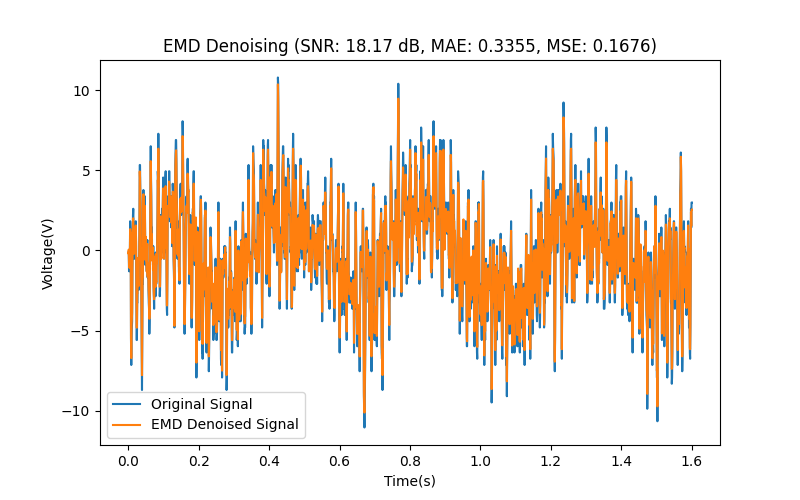 EMD Denoising (SNR: 18.17 dB, MAE: 0.3355, MSE: 0.1676)
10
5
0
−5
−10
Voltage(V)
Original Signal
EMD Denoised Signal
0.0 0.2 0.4 0.6 0.8 1.0 1.2 1.4 1.6
Time(s)